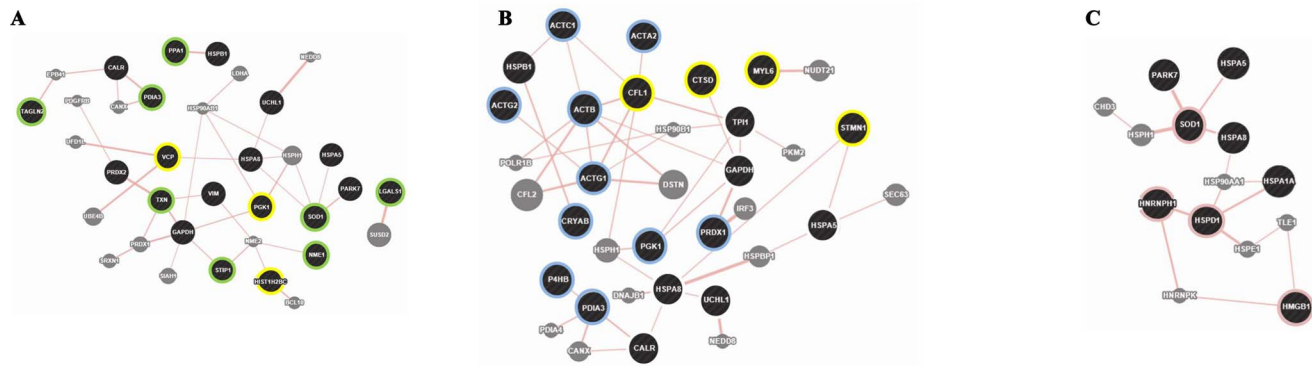 A
B
C
PPA1
HSPB1
NEDD8
EPB41
CALR
LDHA
PDIA3
TAGLN2
PDGFRB
CANX
HSP90AB1
UCHL1
UFD1L
VCP
HSPA8
HSPH1
HSPA5
PRDX2
PARK7
LGALS1
TXN
VIM
UBE4B
PGK1
SOD1
SUSD2
GAPDH
PRDX1
NME2
SRXN1
NME1
SIAH1
STIP1
HIST1H2BC
BCL10
ACTC1
ACTA2
HSPB1
CTSD
MYL6
NUDT21
CFL1
ACTG2
ACTB
HSP90B1
TPI1
STMN1
POLR1B
PKM2
ACTG1
GAPDH
CFL2
DSTN
SEC63
CRYAB
IRF3
PRDX1
HSPA5
HSPH1
PGK1
HSPBP1
P4HB
DNAJB1
HSPA8
PDIA3
UCHL1
PDIA4
CANX
CALR
NEDD8
HSPA5
PARK7
CHD3
SOD1
HSPH1
HSPA8
HSP90AA1
HSPA1A
HNRNPH1
HSPD1
TLE1
HSPE1
HNRNPK
HMGB1